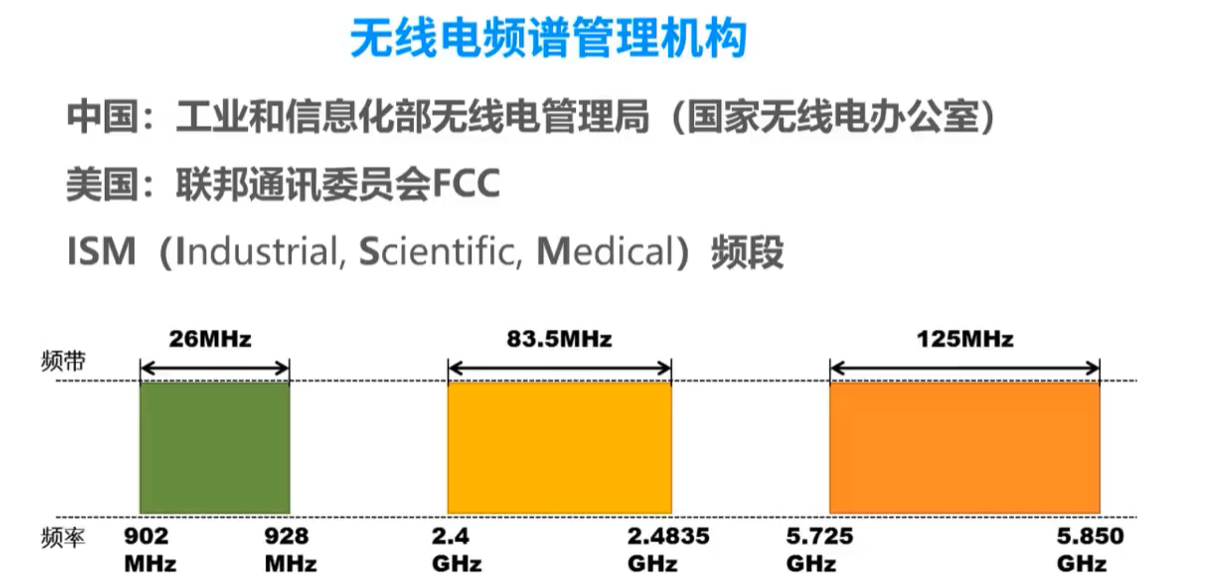 无线电频谱管理机构
中国：工业和信息化部无线电管理局（国家无线电办公室）
美国：联邦通讯委员会FCC
ISM（Industrial, Scientific, Medical）频段
26MHz 83.5MHz 125MHz
频带
频率 902 928 2.4 2.4835 5.725 5.850
MHz MHz GHz GHz GHz GHz